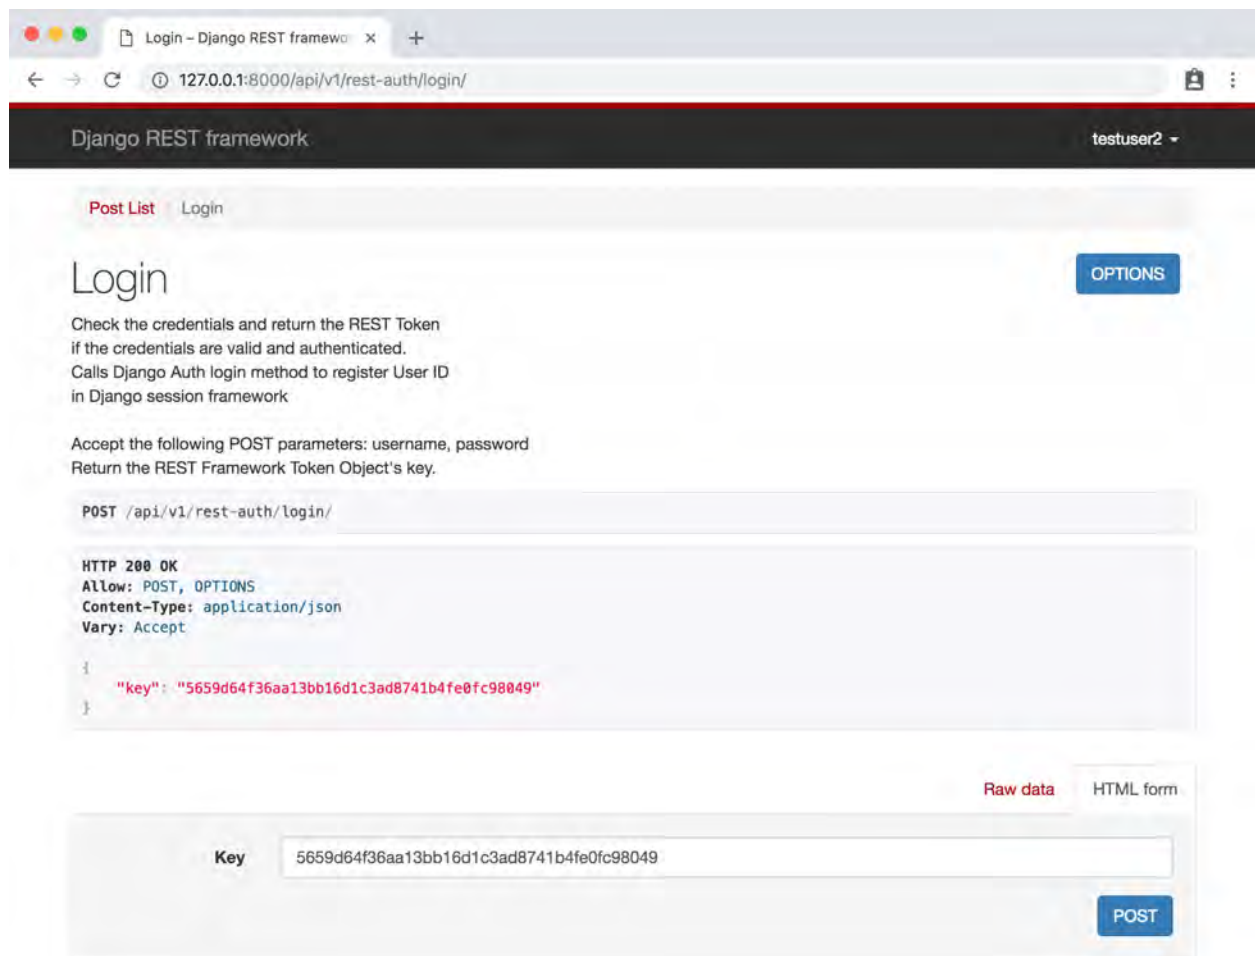 Login – Django REST framewo
127.0.0.1:8000/api/v1/rest-auth/login/
Django REST framework
testuser2
Post List Login
Login
OPTIONS
Check the credentials and return the REST Token
if the credentials are valid and authenticated.
Calls Django Auth login method to register User ID
in Django session framework
Accept the following POST parameters: username, password
Return the REST Framework Token Object's key.
POST /api/v1/rest-auth/login/
HTTP 200 OK
Allow: POST, OPTIONS
Content-Type: application/json
Vary: Accept
{
"key": "5659d64f36aa13bb16d1c3ad8741b4fe0fc98049"
}
Raw data HTML form
Key 5659d64f36aa13bb16d1c3ad8741b4fe0fc98049
POST